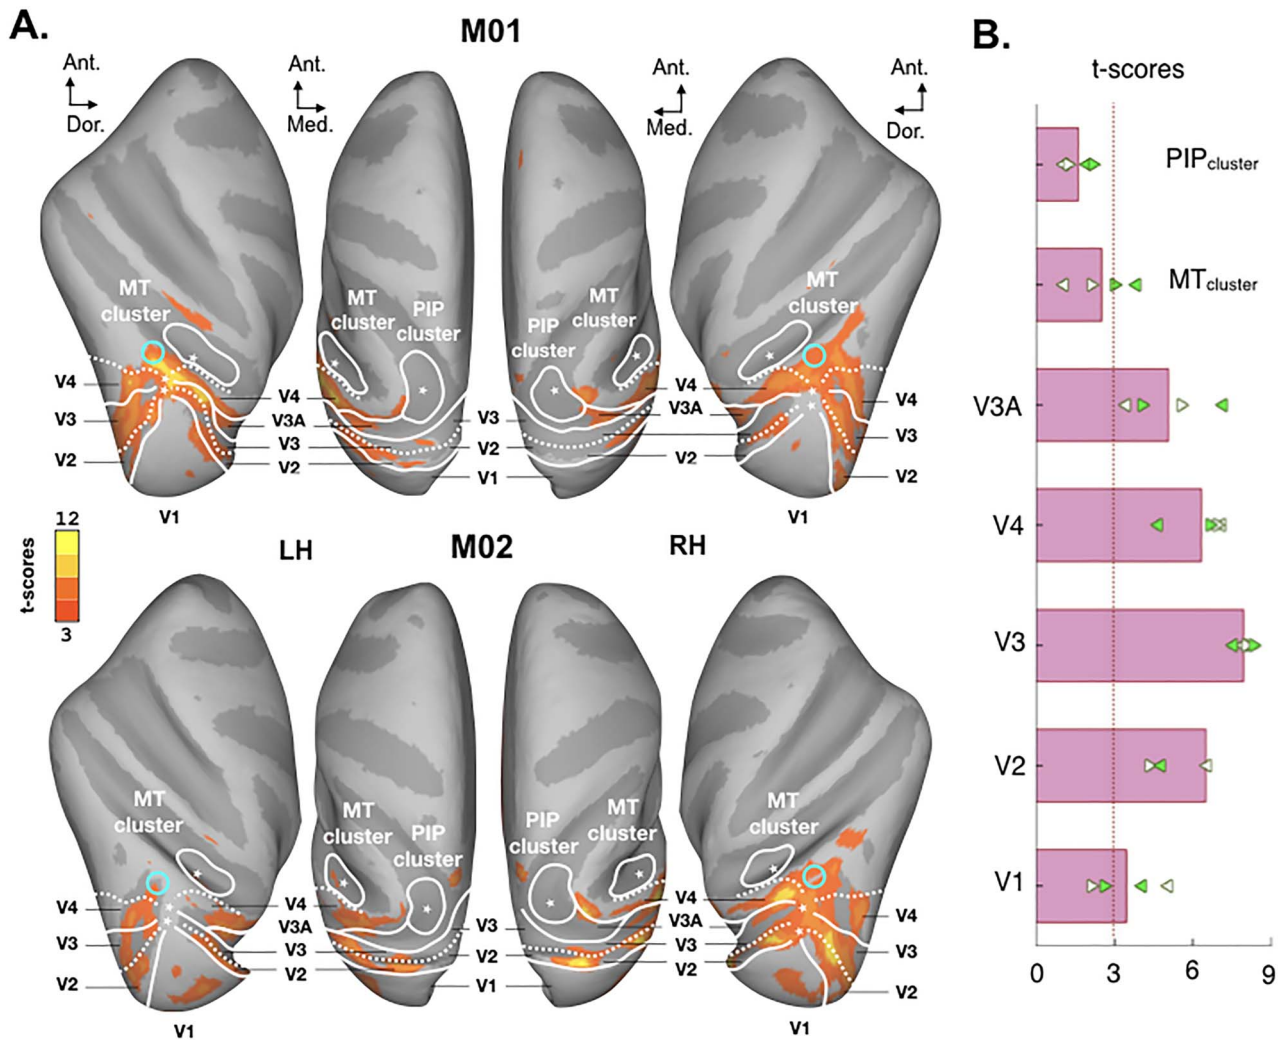 A.
M01
B.
Ant.
Dor.
Ant.
Med.
Ant.
Med.
Ant.
Dor.
MT
cluster
MT
cluster
PIP
cluster
PIP
cluster
MT
cluster
MT
cluster
V4
V3
V2
V1
V4
V3A
V3
V2
V3
V2
V1
V4
V3A
V2
V4
V3
V2
V1
12
t-scores
3
LH
M02
RH
MT
cluster
MT
cluster
PIP
cluster
PIP
cluster
MT
cluster
MT
cluster
V4
V3
V2
V1
V4
V3A
V3
V2
V3
V2
V1
V4
V3A
V3
V2
V4
V3
V2
V1
t-scores
PIPcluster
MTcluster
V3A
V4
V3
V2
V1
0 3 6 9